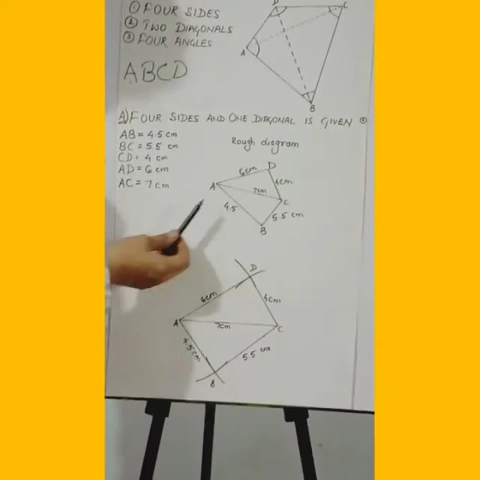 ① FOUR SIDES
② TWO DIAGONALS
③ FOUR ANGLES
ABCD
D
C
A
B
A) FOUR SIDES AND ONE DIAGONAL IS GIVEN
AB = 4.5 cm
BC = 5.5 cm
CD = 4 cm
AD = 6 cm
AC = 7 cm
Rough diagram
D
6cm
4cm
A
7cm
C
4.5
5.5 cm
B
D
6cm
4cm
A
7cm
C
4.5 cm
5.5 cm
B